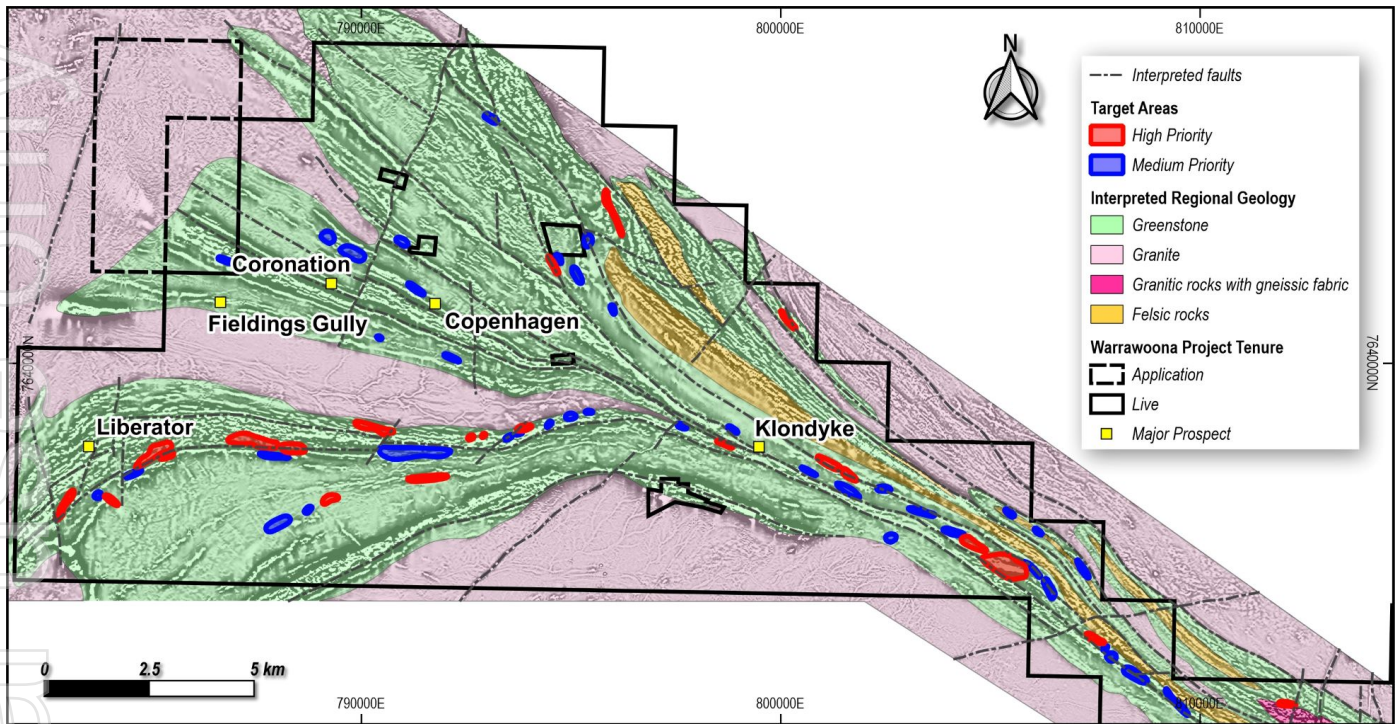 790000E
800000E
810000E
N
Interpreted faults
Target Areas
High Priority
Medium Priority
Interpreted Regional Geology
Greenstone
Granite
Granitic rocks with gneissic fabric
Felsic rocks
Warrawoona Project Tenure
Application
Live
Major Prospect
Coronation
Fieldings Gully
Copenhagen
7640000N
7640000N
Liberator
Klondyke
0
2.5
5 km
790000E
800000E
810000E